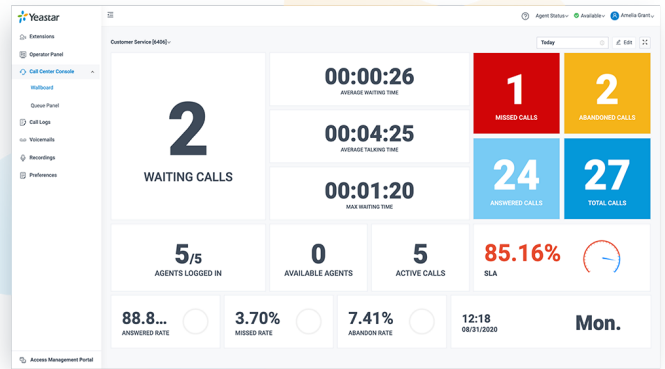 Yeastar
Agent Status
Available
Amelia Grant
Extensions
Operator Panel
Call Center Console
Wallboard
Queue Panel
Call Logs
Voicemails
Recordings
Preferences
Access Management Portal
Customer Service [6406]
Today
Edit
2
WAITING CALLS
00:00:26
AVERAGE WAITING TIME
00:04:25
AVERAGE TALKING TIME
00:01:20
MAX WAITING TIME
1
MISSED CALLS
2
ABANDONED CALLS
24
ANSWERED CALLS
27
TOTAL CALLS
5/5
AGENTS LOGGED IN
0
AVAILABLE AGENTS
5
ACTIVE CALLS
85.16%
SLA
88.8...
ANSWERED RATE
3.70%
MISSED RATE
7.41%
ABANDON RATE
12:18
08/31/2020
Mon.